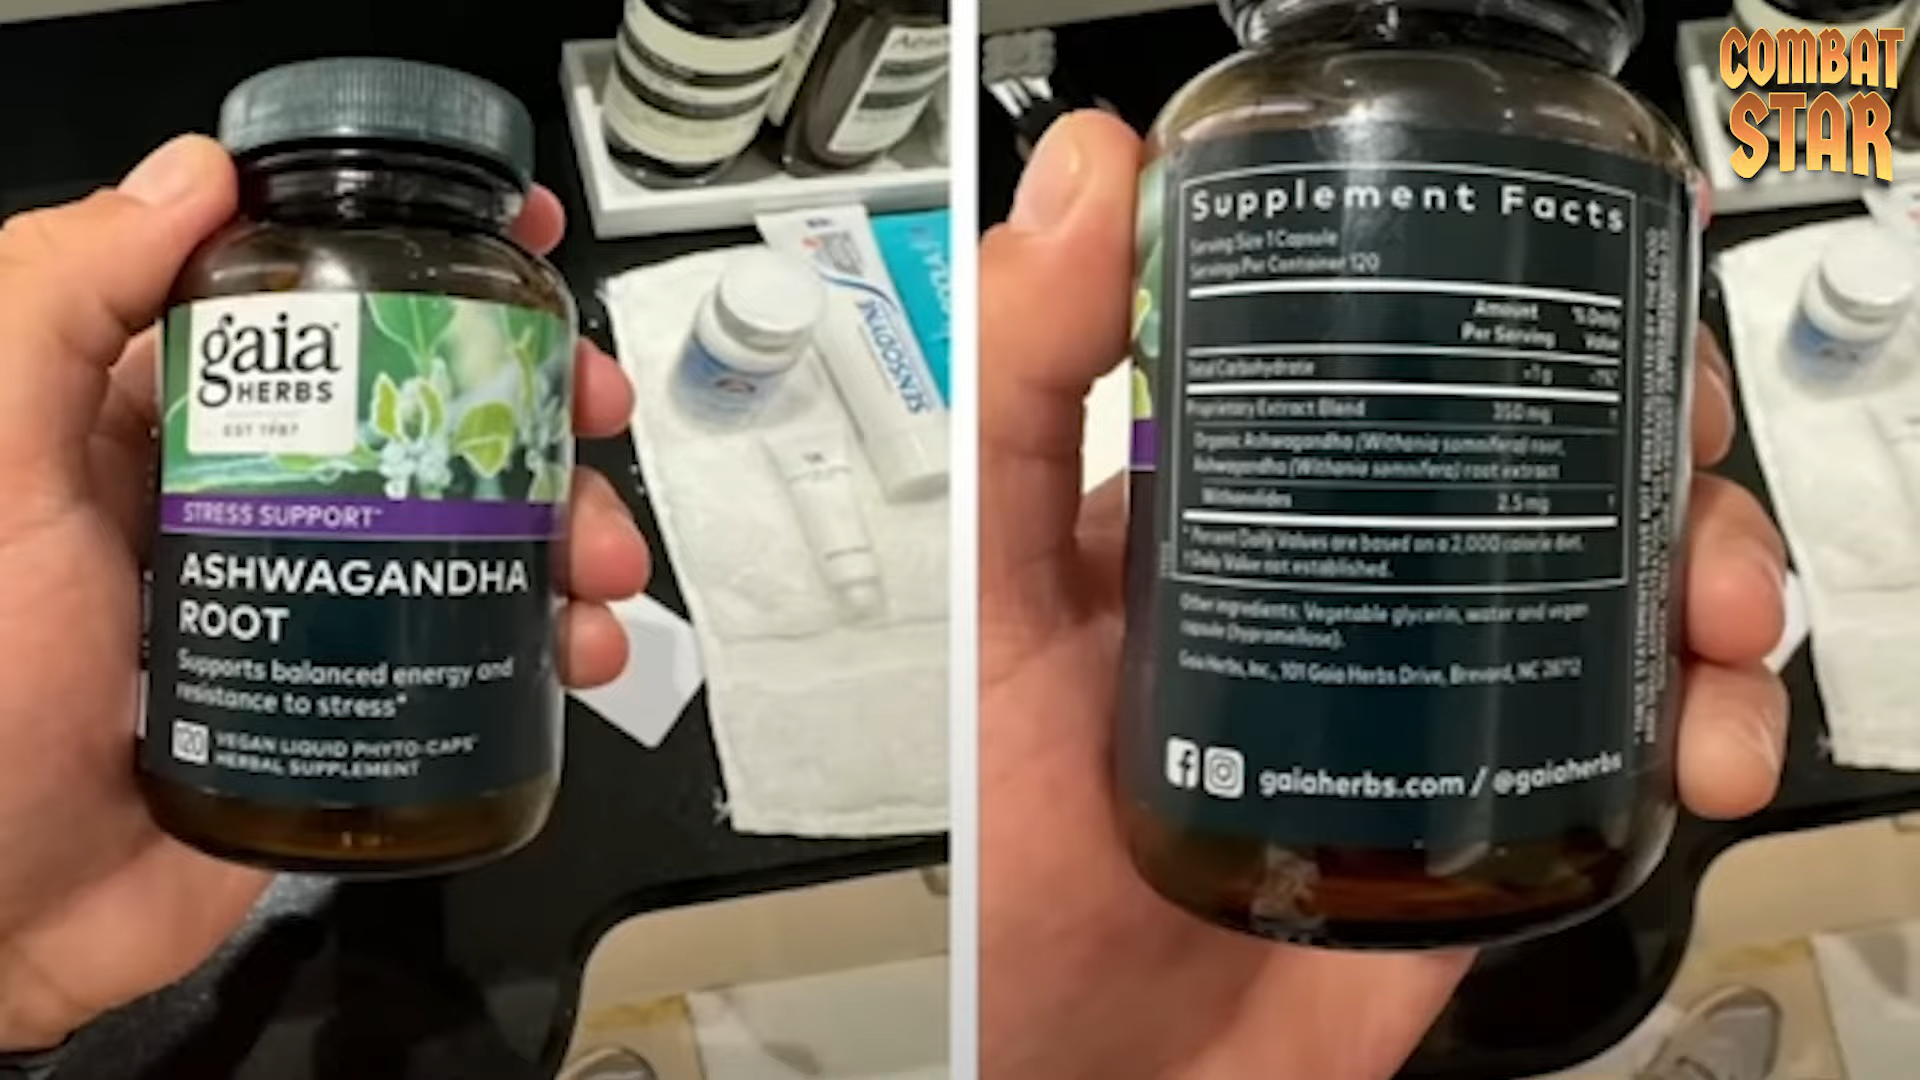 gaia
HERBS
EST 1987
STRESS SUPPORT™
ASHWAGANDHA
ROOT
Supports balanced energy and
resistance to stress*
120 VEGAN LIQUID PHYTO-CAPS®
HERBAL SUPPLEMENT
SENSODYNE
Supplement Facts
Serving Size 1 Capsule
Servings Per Container 120
Amount
Per Serving
% Daily
Value
Total Carbohydrate <1 g <1%*
Proprietary Extract Blend 350 mg †
Organic Ashwagandha (Withania somnifera) root,
Ashwagandha (Withania somnifera) root extract
Withanolides 2.5 mg †
* Percent Daily Values are based on a 2,000 calorie diet.
† Daily Value not established.
Other ingredients: Vegetable glycerin, water and vegan
capsule (hypromellose).
Gaia Herbs, Inc., 101 Gaia Herbs Drive, Brevard, NC 28712
gaiaherbs.com / @gaiaherbs
COMBAT
STAR